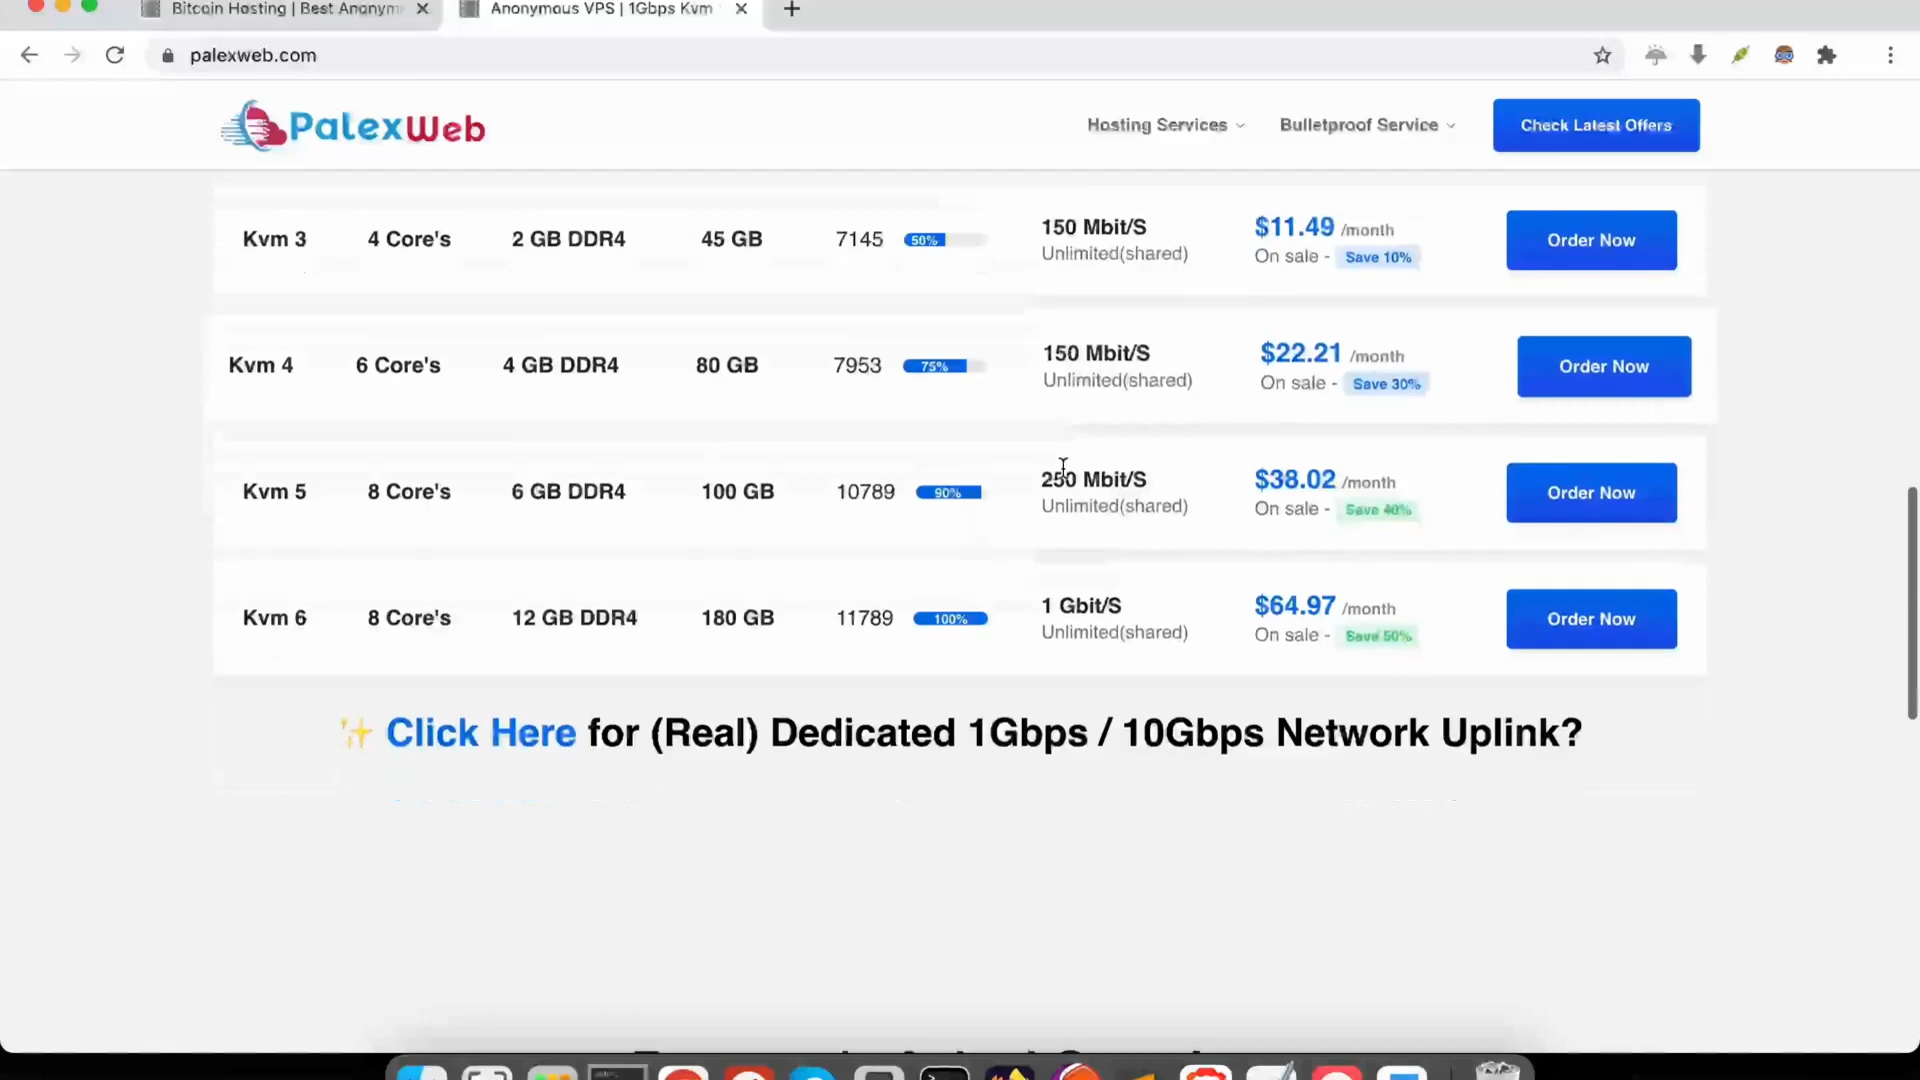 Bitcoin Hosting | Best Anonym
Anonymous VPS | 1Gbps Kvm
palexweb.com
PalexWeb
Hosting Services
Bulletproof Service
Check Latest Offers
Kvm 3 4 Core's 2 GB DDR4 45 GB 7145 50% 150 Mbit/S Unlimited(shared) $11.49 /month On sale - Save 10% Order Now
Kvm 4 6 Core's 4 GB DDR4 80 GB 7953 75% 150 Mbit/S Unlimited(shared) $22.21 /month On sale - Save 30% Order Now
Kvm 5 8 Core's 6 GB DDR4 100 GB 10789 90% 250 Mbit/S Unlimited(shared) $38.02 /month On sale - Save 40% Order Now
Kvm 6 8 Core's 12 GB DDR4 180 GB 11789 100% 1 Gbit/S Unlimited(shared) $64.97 /month On sale - Save 50% Order Now
✨ Click Here for (Real) Dedicated 1Gbps / 10Gbps Network Uplink?